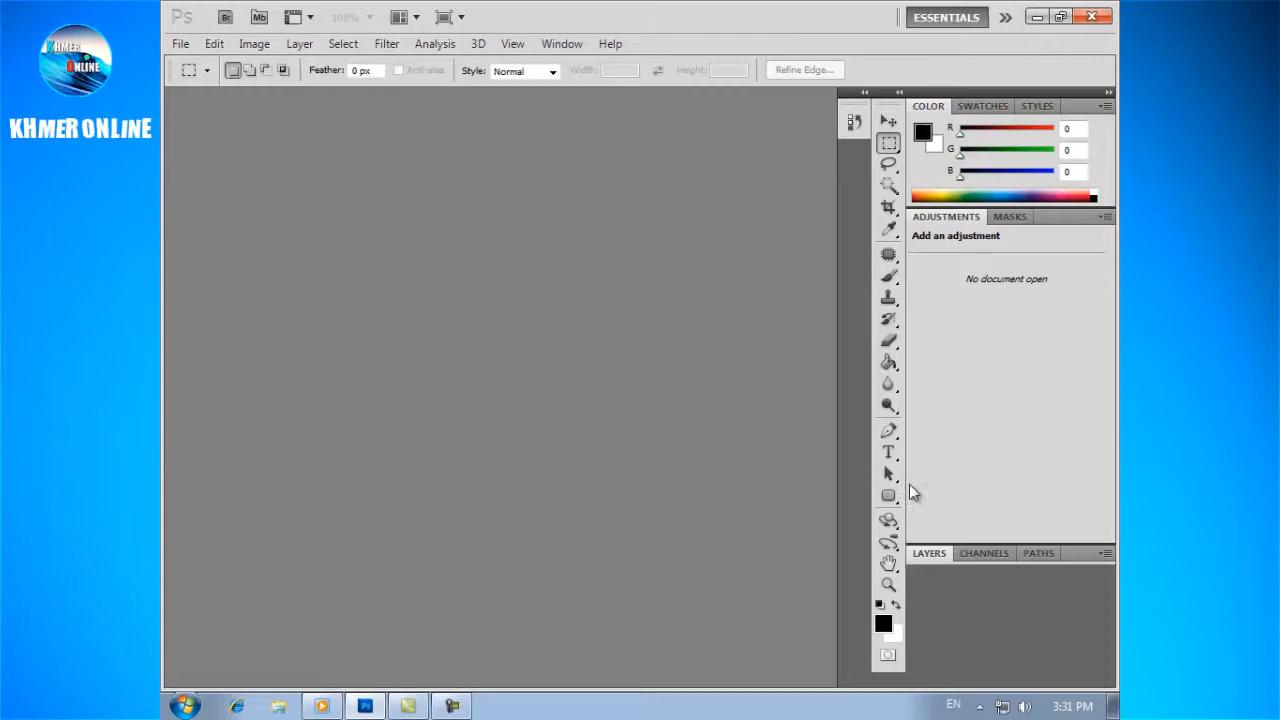 KHMER
ONLINE
KHMER ONLINE
Ps Br Mb 100% ESSENTIALS
File Edit Image Layer Select Filter Analysis 3D View Window Help
Feather: 0 px Anti-alias Style: Normal Width: Height: Refine Edge...
COLOR SWATCHES STYLES
R 0
G 0
B 0
ADJUSTMENTS MASKS
Add an adjustment
No document open
T
LAYERS CHANNELS PATHS
Ps EN 3:31 PM